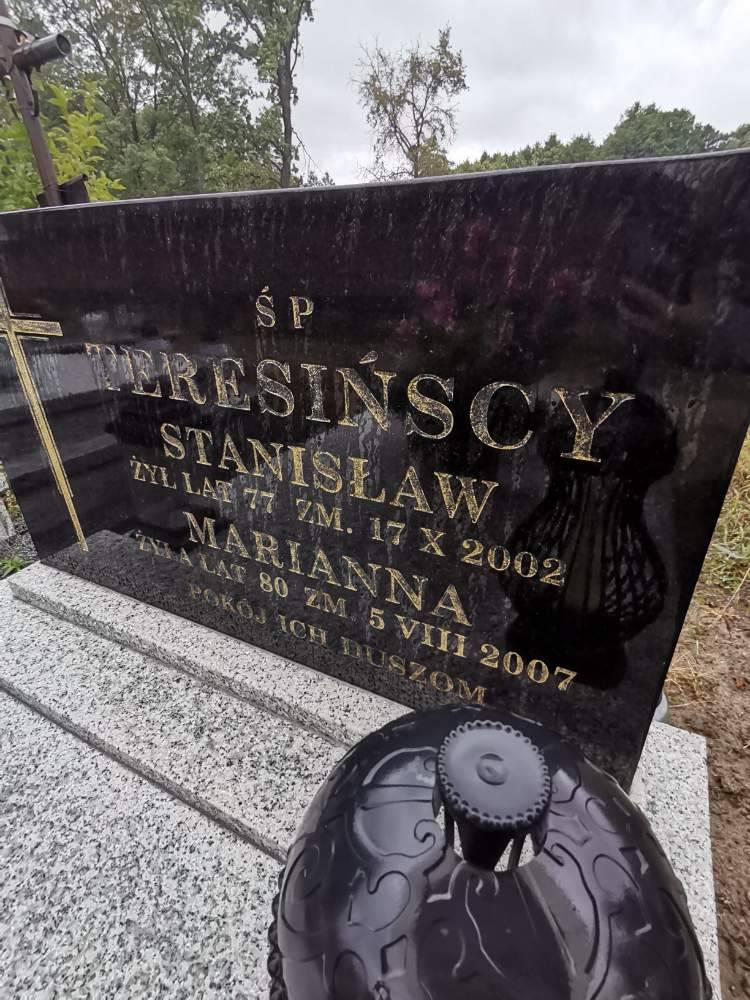 Ś P
TERESIŃSCY
STANISŁAW
ŻYŁ LAT 77 ZM. 17 X 2002
MARIANNA
ŻYŁA LAT 80 ZM. 5 VIII 2007
POKÓJ ICH DUSZOM